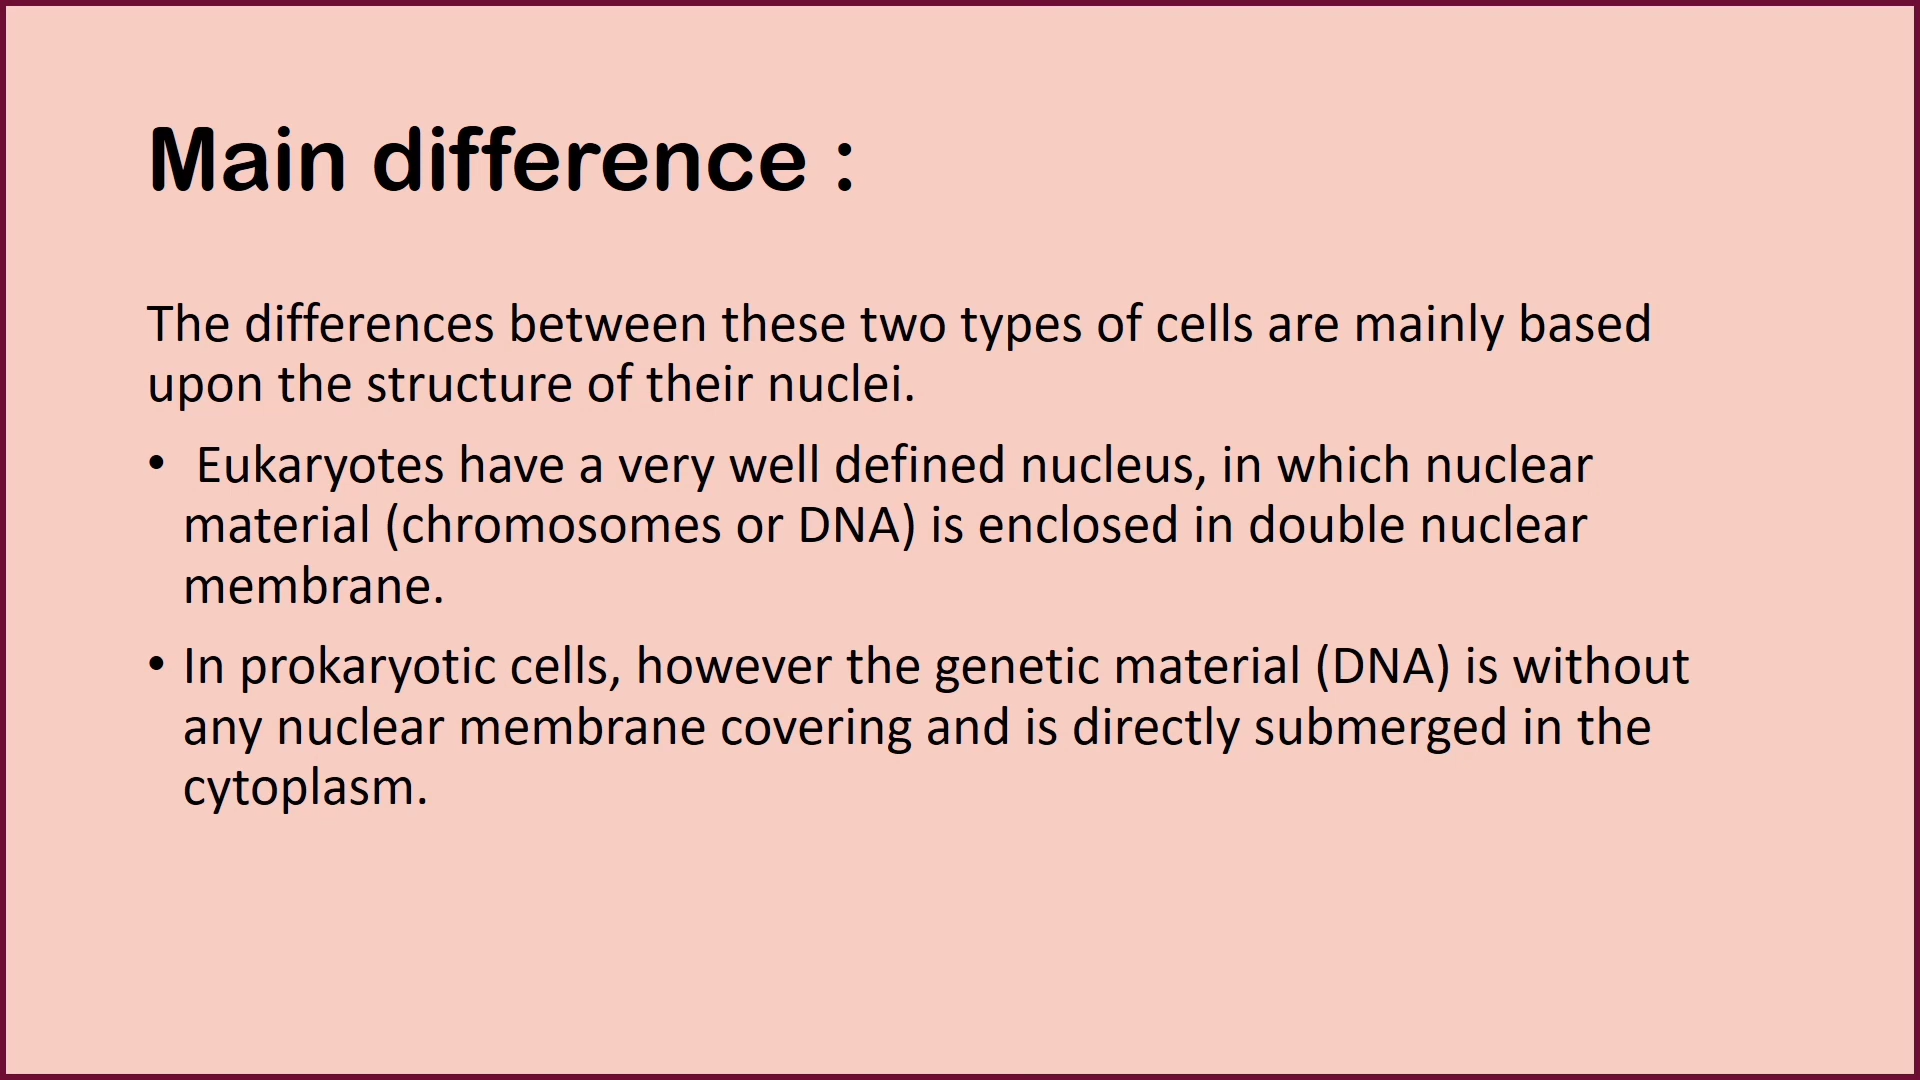 Main difference :
The differences between these two types of cells are mainly based
upon the structure of their nuclei.
• Eukaryotes have a very well defined nucleus, in which nuclear
material (chromosomes or DNA) is enclosed in double nuclear
membrane.
• In prokaryotic cells, however the genetic material (DNA) is without
any nuclear membrane covering and is directly submerged in the
cytoplasm.